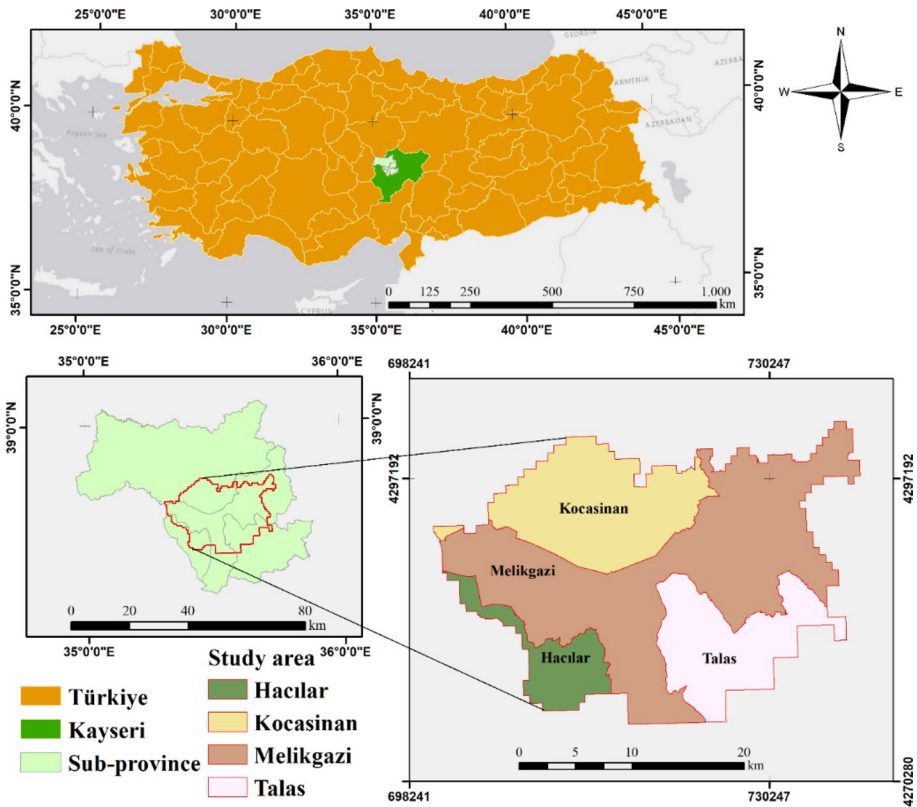 25°0'0"E 30°0'0"E 35°0'0"E 40°0'0"E 45°0'0"E
GEORGIA
ARMENIA
AZERBAIJAN
40°0'0"N
40°0'0"N
Aegean Sea
Sea of Crete
CYPRUS
35°0'0"N
35°0'0"N
0 125 250 500 750 1.000
km
25°0'0"E 30°0'0"E 35°0'0"E 40°0'0"E 45°0'0"E
N
W E
S
35°0'0"E 36°0'0"E
39°0'0"N
39°0'0"N
0 20 40 80
km
35°0'0"E 36°0'0"E
698241 730247
4297192
4297192
Kocasinan
Melikgazi
Hacılar
Talas
0 5 10 20
km
4270280
698241 730247
Türkiye
Kayseri
Sub-province
Study area
Hacılar
Kocasinan
Melikgazi
Talas